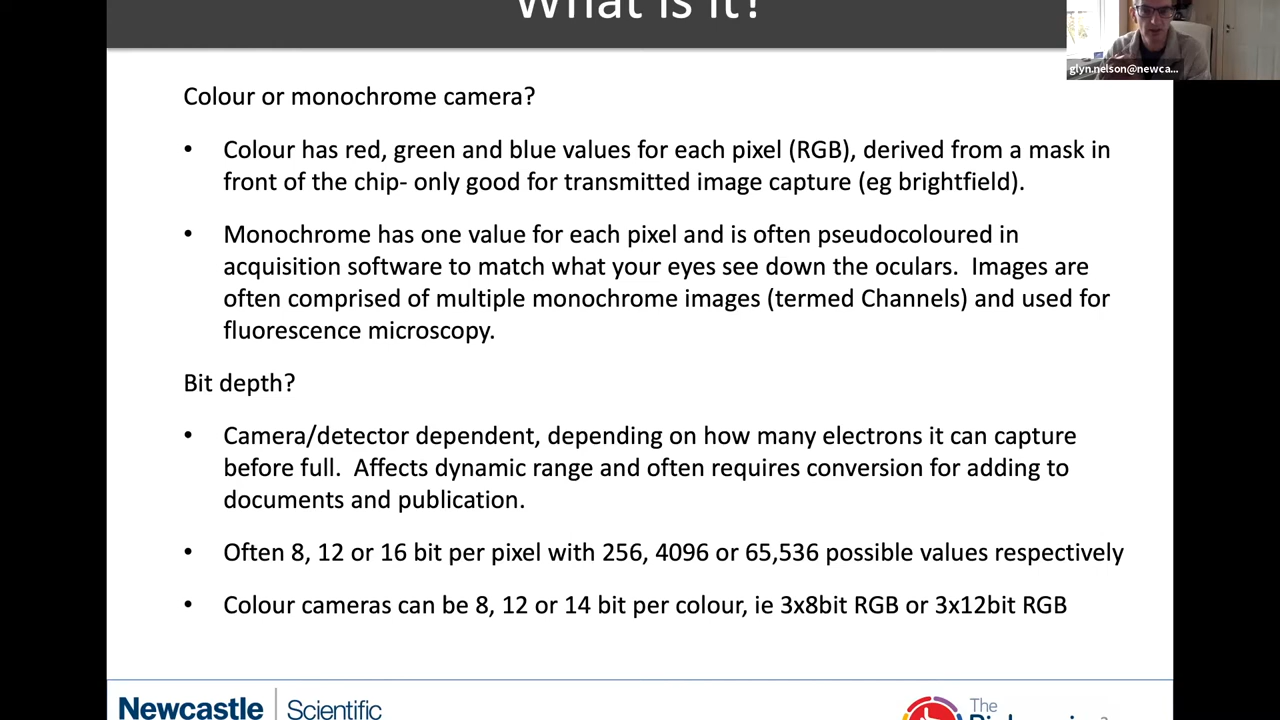 What is it?
glyn.nelson@newca...
Colour or monochrome camera?
• Colour has red, green and blue values for each pixel (RGB), derived from a mask in
front of the chip- only good for transmitted image capture (eg brightfield).
• Monochrome has one value for each pixel and is often pseudocoloured in
acquisition software to match what your eyes see down the oculars.  Images are
often comprised of multiple monochrome images (termed Channels) and used for
fluorescence microscopy.
Bit depth?
• Camera/detector dependent, depending on how many electrons it can capture
before full.  Affects dynamic range and often requires conversion for adding to
documents and publication.
• Often 8, 12 or 16 bit per pixel with 256, 4096 or 65,536 possible values respectively
• Colour cameras can be 8, 12 or 14 bit per colour, ie 3x8bit RGB or 3x12bit RGB
Newcastle
Scientific
The